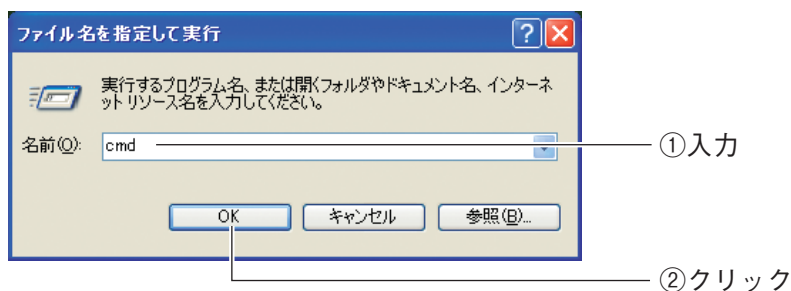 ファイル名を指定して実行
実行するプログラム名、または開くフォルダやドキュメント名、インターネ
ット リソース名を入力してください。
名前(O): cmd
①入力
OK キャンセル 参照(B)...
②クリック